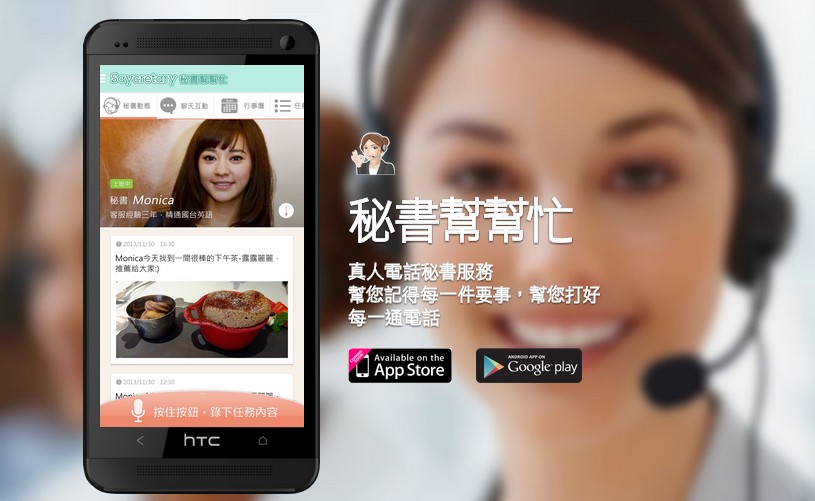 Saycretary 秘書幫幫忙
秘書動態
聊天互動
行事曆
任
上班中
秘書 Monica
客服經驗三年，精通國台英語
2013/11/30 16:30
Monica今天找到一間很棒的下午茶-露露麗麗，
推薦給大家:)
2013/11/30 12:30
按住按鈕，錄下任務內容
hTC
秘書幫幫忙
真人電話秘書服務
幫您記得每一件要事，幫您打好
每一通電話
Available on the
App Store
ANDROID APP ON
Google play